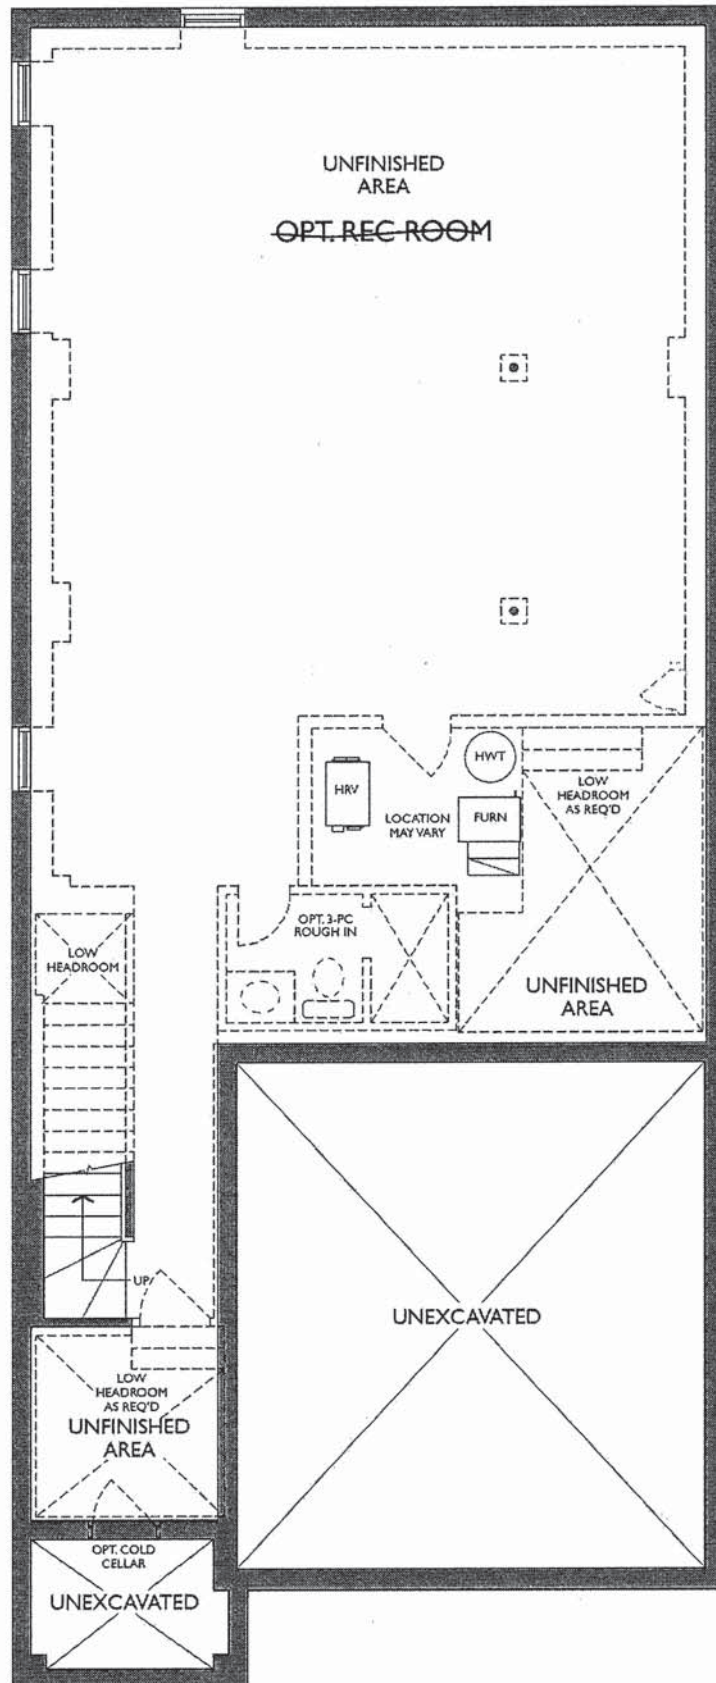 UNFINISHED
AREA
OPT. REC ROOM
HWT
HRV
LOW
HEADROOM
AS REQ'D
LOCATION
MAY VARY
FURN
OPT. 3-PC
ROUGH IN
LOW
HEADROOM
UNFINISHED
AREA
UP
UNEXCAVATED
LOW
HEADROOM
AS REQ'D
UNFINISHED
AREA
OPT. COLD
CELLAR
UNEXCAVATED